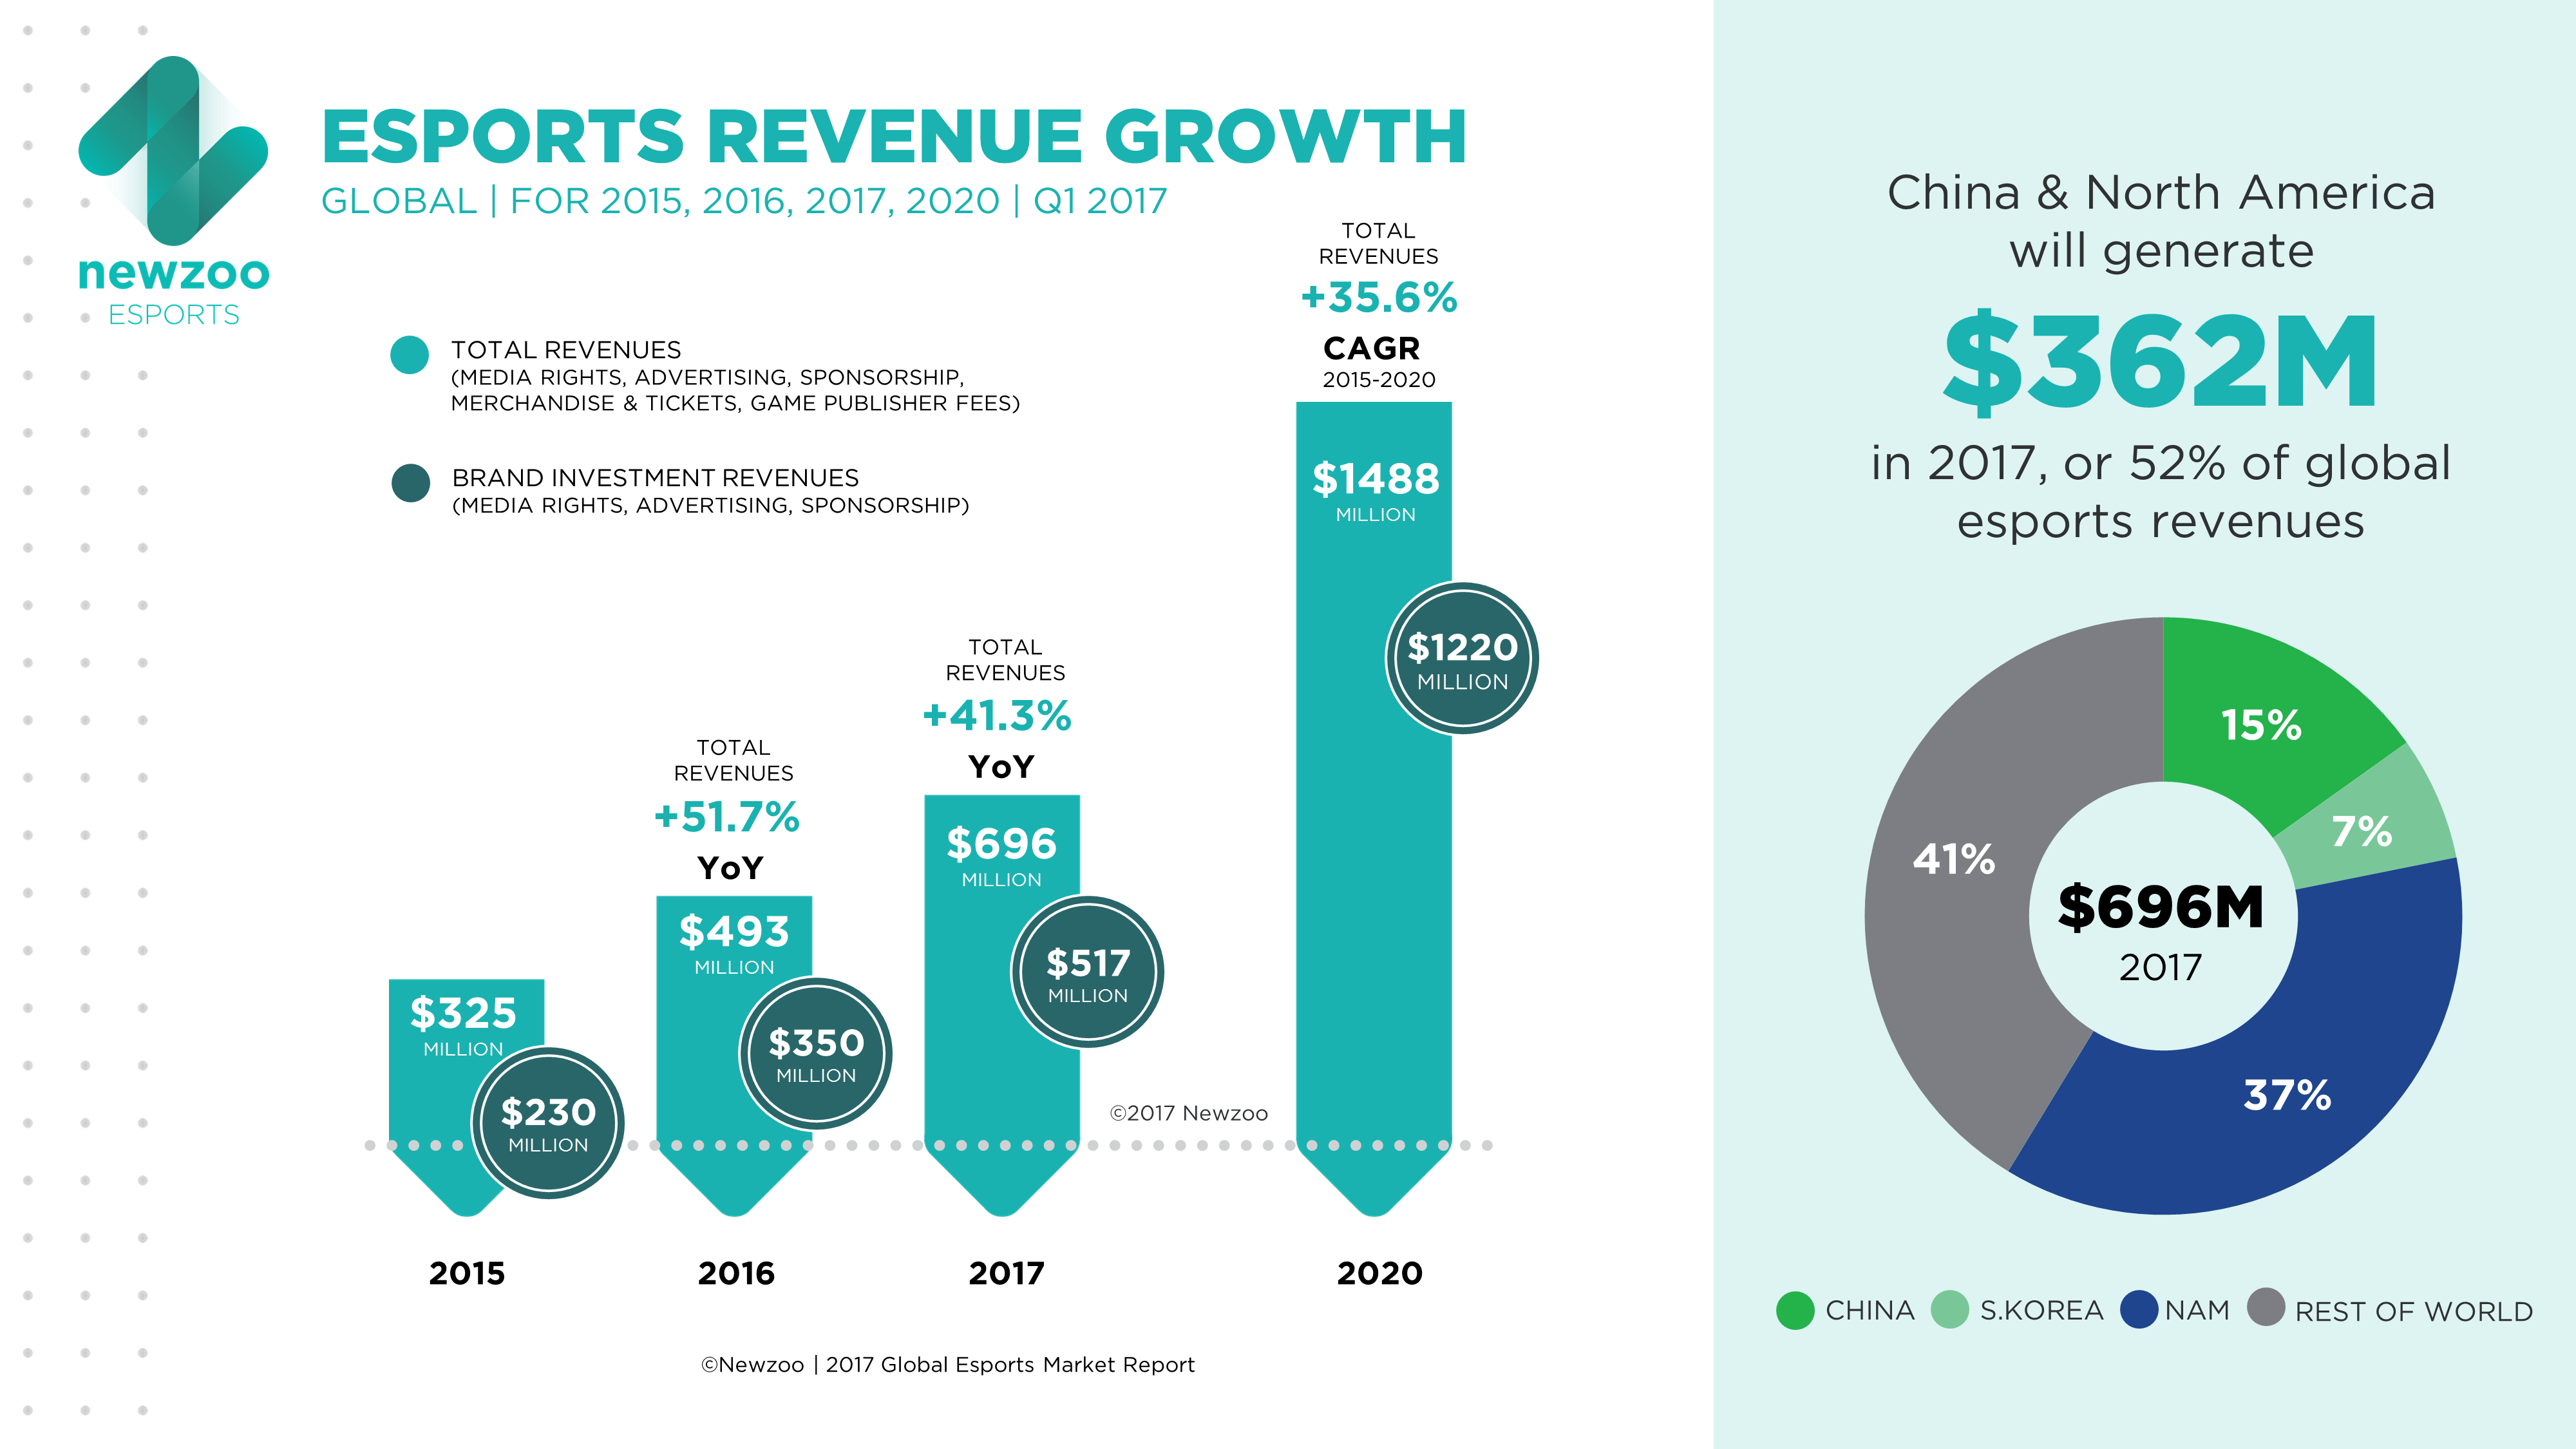 newzoo
ESPORTS
ESPORTS REVENUE GROWTH
GLOBAL | FOR 2015, 2016, 2017, 2020 | Q1 2017
TOTAL REVENUES
(MEDIA RIGHTS, ADVERTISING, SPONSORSHIP,
MERCHANDISE & TICKETS, GAME PUBLISHER FEES)
BRAND INVESTMENT REVENUES
(MEDIA RIGHTS, ADVERTISING, SPONSORSHIP)
$325
MILLION
$230
MILLION
2015
TOTAL
REVENUES
+51.7%
YoY
$493
MILLION
$350
MILLION
2016
TOTAL
REVENUES
+41.3%
YoY
$696
MILLION
$517
MILLION
2017
©2017 Newzoo
TOTAL
REVENUES
+35.6%
CAGR
2015-2020
$1488
MILLION
$1220
MILLION
2020
©Newzoo | 2017 Global Esports Market Report
China & North America
will generate
$362M
in 2017, or 52% of global
esports revenues
15%
7%
41%
$696M
2017
37%
CHINA
S.KOREA
NAM
REST OF WORLD